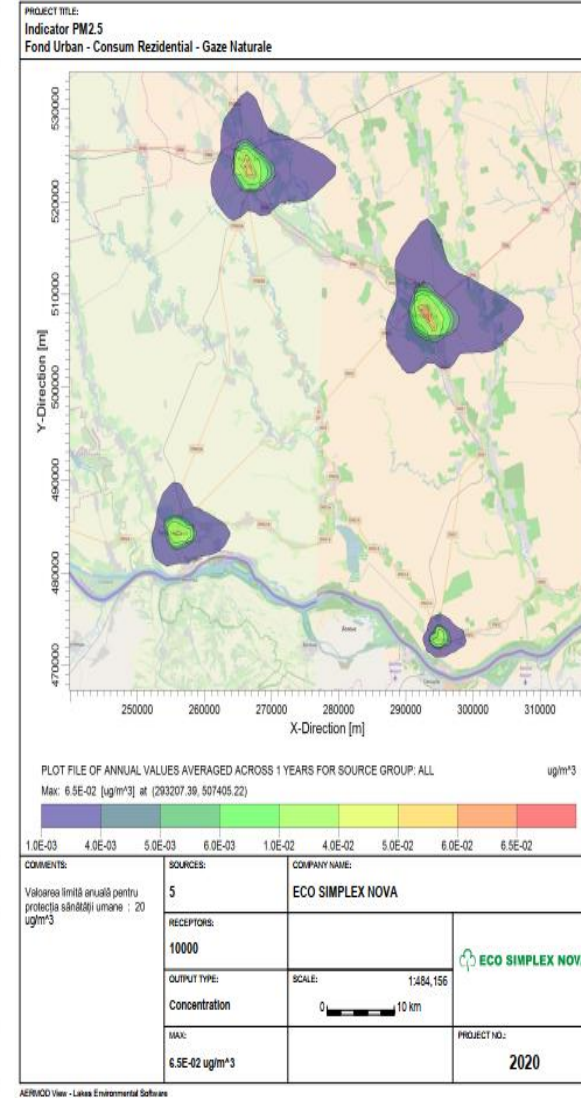 PROJECT TITLE:
Indicator PM2.5
Fond Urban - Consum Rezidential - Gaze Naturale
530000
520000
510000
500000
490000
480000
470000
Y-Direction [m]
250000 260000 270000 280000 290000 300000 310000
X-Direction [m]
PLOT FILE OF ANNUAL VALUES AVERAGED ACROSS 1 YEARS FOR SOURCE GROUP: ALL ug/m^3
Max: 6.5E-02 [ug/m^3] at (293207.39, 507405.22)
1.0E-03 4.0E-03 5.0E-03 6.0E-03 1.0E-02 4.0E-02 5.0E-02 6.0E-02 6.5E-02
COMMENTS:
Valoarea limită anuală pentru
protecția sănătății umane : 20
ug/m^3
SOURCES:
5
COMPANY NAME:
ECO SIMPLEX NOVA
RECEPTORS:
10000
ECO SIMPLEX NOVA
OUTPUT TYPE:
Concentration
SCALE: 1:484,156
0 10 km
MAX:
6.5E-02 ug/m^3
PROJECT NO.:
2020
AERMOD View - Lakes Environmental Software